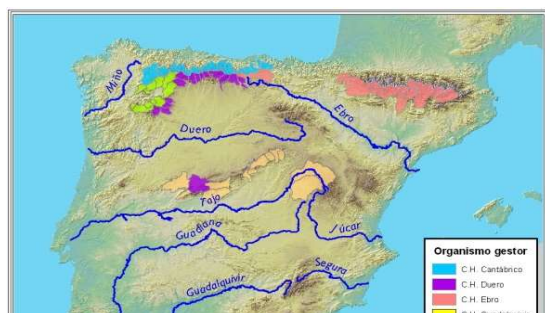 Miño
Ebro
Duero
Tajo
Guadiana
Júcar
Segura
Guadalquivir
Organismo gestor
C.H. Cantábrico
C.H. Duero
C.H. Ebro